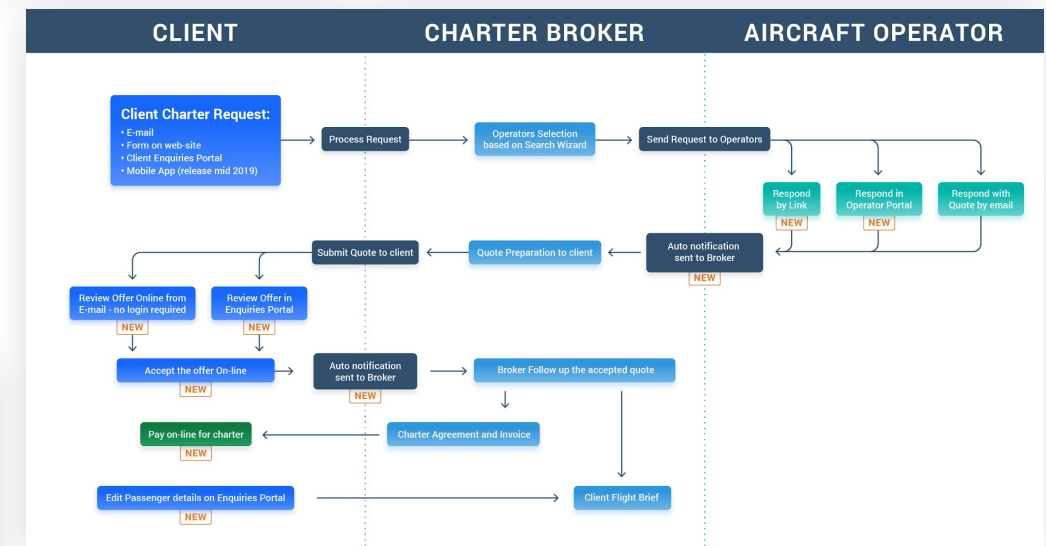 CLIENT
CHARTER BROKER
AIRCRAFT OPERATOR
Client Charter Request:
• E-mail
• Form on web-site
• Client Enquiries Portal
• Mobile App (release mid 2019)
Process Request
Operators Selection
based on Search Wizard
Send Request to Operators
Respond
by Link
NEW
Respond in
Operator Portal
NEW
Respond with
Quote by email
Auto notification
sent to Broker
NEW
Quote Preparation to client
Submit Quote to client
Review Offer Online from
E-mail - no login required
NEW
Review Offer in
Enquiries Portal
NEW
Accept the offer On-line
NEW
Auto notification
sent to Broker
NEW
Broker Follow up the accepted quote
Charter Agreement and Invoice
Pay on-line for charter
NEW
Edit Passenger details on Enquiries Portal
NEW
Client Flight Brief